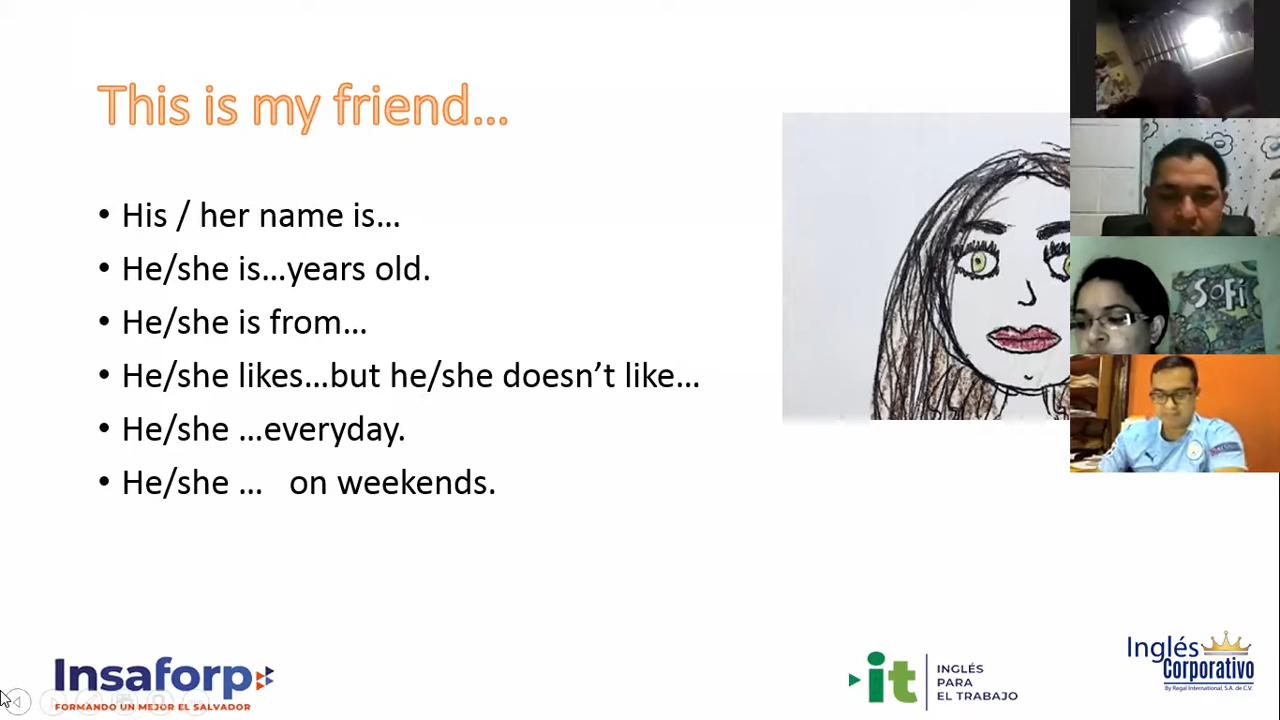 This is my friend...
• His / her name is...
• He/she is...years old.
• He/she is from...
• He/she likes...but he/she doesn't like...
• He/she ...everyday.
• He/she ... on weekends.
SOFi
Insaforp
FORMANDO UN MEJOR EL SALVADOR
it
INGLÉS
PARA
EL TRABAJO
Inglés
Corporativo
By Regal International, S.A. de C.V.